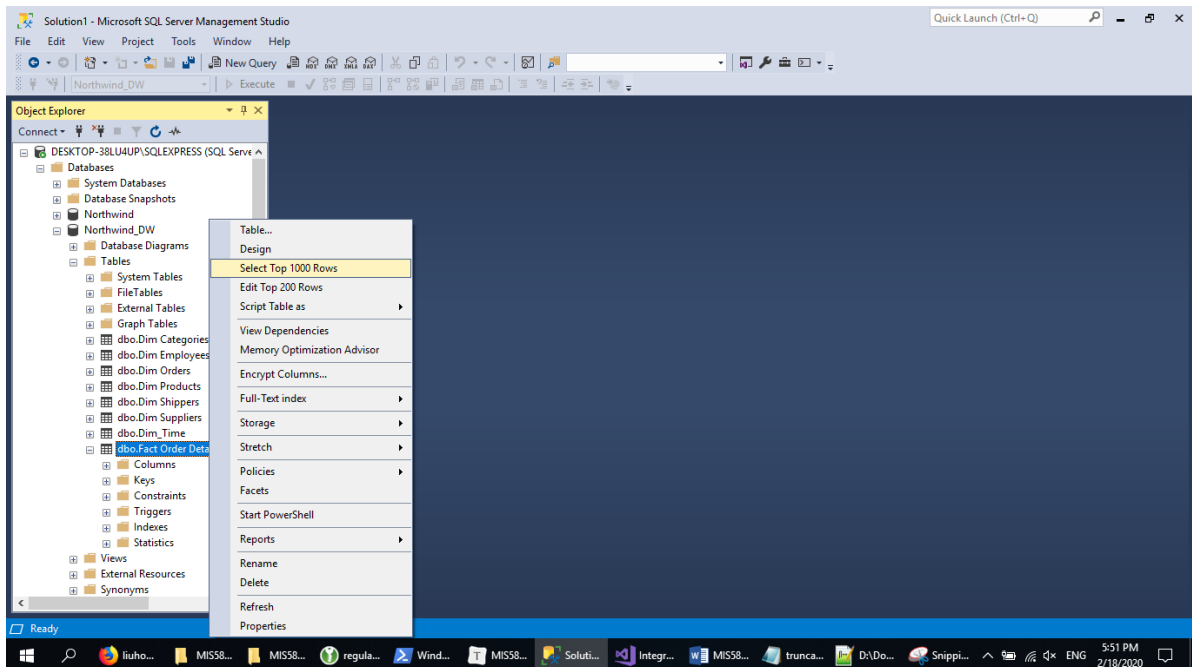 Solution1 - Microsoft SQL Server Management Studio
Quick Launch (Ctrl+Q)
File Edit View Project Tools Window Help
New Query
MDX DMX XMLA DAX
Northwind_DW
Execute
Object Explorer
Connect
DESKTOP-38LU4UP\SQLEXPRESS (SQL Serve
Databases
System Databases
Database Snapshots
Northwind
Northwind_DW
Database Diagrams
Tables
System Tables
FileTables
External Tables
Graph Tables
dbo.Dim Categories
dbo.Dim Employees
dbo.Dim Orders
dbo.Dim Products
dbo.Dim Shippers
dbo.Dim Suppliers
dbo.Dim_Time
dbo.Fact Order Deta
Columns
Keys
Constraints
Triggers
Indexes
Statistics
Views
External Resources
Synonyms
Table...
Design
Select Top 1000 Rows
Edit Top 200 Rows
Script Table as
View Dependencies
Memory Optimization Advisor
Encrypt Columns...
Full-Text index
Storage
Stretch
Policies
Facets
Start PowerShell
Reports
Rename
Delete
Refresh
Properties
Ready
liuho... MIS58... MIS58... regula... Wind... MIS58... Soluti... Integr... MIS58... trunca... D:\Do... Snippi... ENG
5:51 PM
2/18/2020